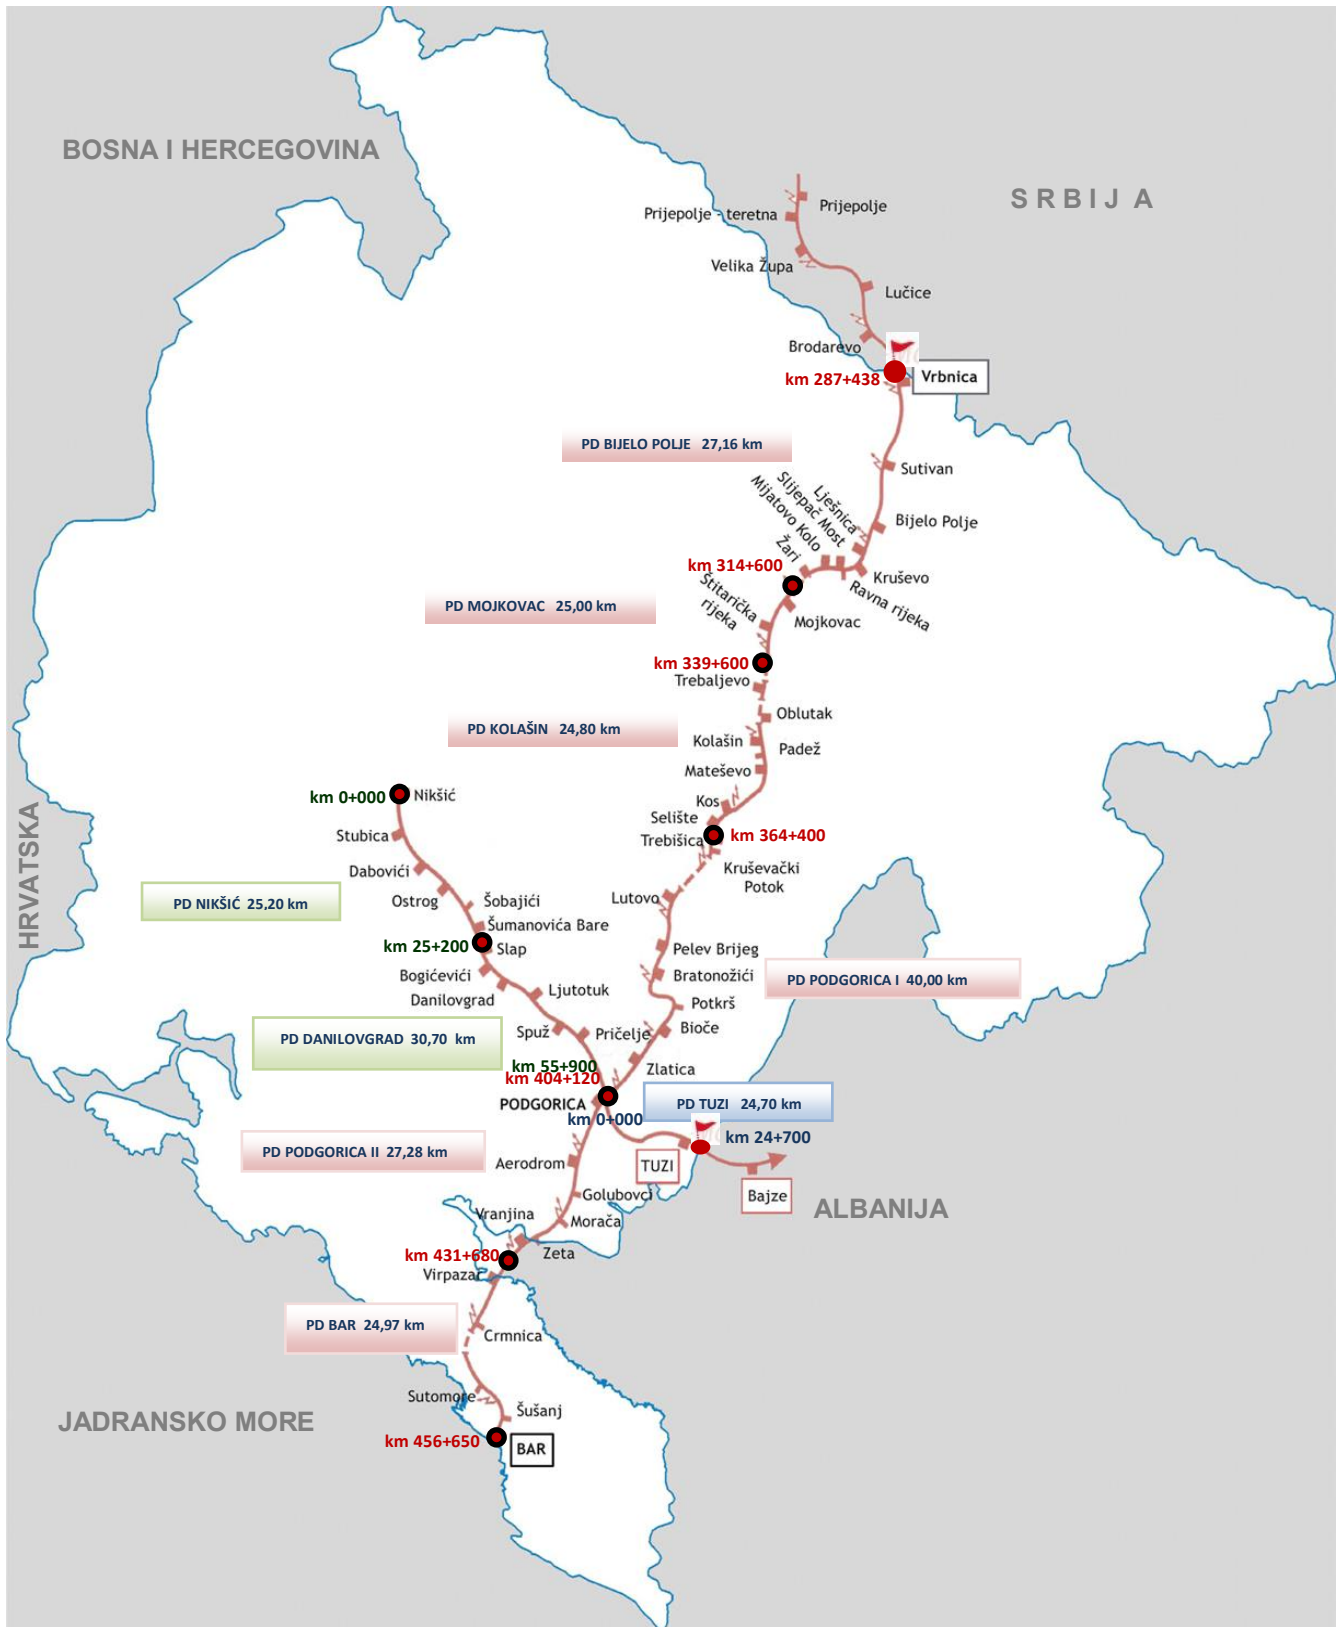 BOSNA I HERCEGOVINA
S R B I J A
Prijepolje
Prijepolje - teretna
Velika Župa
Lučice
Brodarevo
km 287+438
Vrbnica
PD BIJELO POLJE 27,16 km
Sutivan
Lješnica
Slijepač Most
Mijatovo Kolo
Žari
Bijelo Polje
km 314+600
Kruševo
Ravna rijeka
Štitarička
rijeka
PD MOJKOVAC 25,00 km
Mojkovac
km 339+600
Trebaljevo
Oblutak
PD KOLAŠIN 24,80 km
Kolašin
Padež
Mateševo
km 0+000
Nikšić
Kos
Selište
Trebišica
km 364+400
Stubica
Kruševački
Potok
Dabovići
HRVATSKA
PD NIKŠIĆ 25,20 km
Ostrog
Šobajići
Lutovo
Šumanovića Bare
km 25+200
Slap
Pelev Brijeg
Bogićevići
Bratonožići
PD PODGORICA I 40,00 km
Danilovgrad
Ljutotuk
Potkrš
PD DANILOVGRAD 30,70 km
Spuž
Pričelje
Bioče
km 55+900
Zlatica
km 404+120
PODGORICA
PD TUZI 24,70 km
km 0+000
km 24+700
PD PODGORICA II 27,28 km
Aerodrom
TUZI
Golubovci
Bajze
ALBANIJA
Vranjina
Morača
km 431+680
Zeta
Virpazar
PD BAR 24,97 km
Crmnica
Sutomore
Šušanj
JADRANSKO MORE
km 456+650
BAR